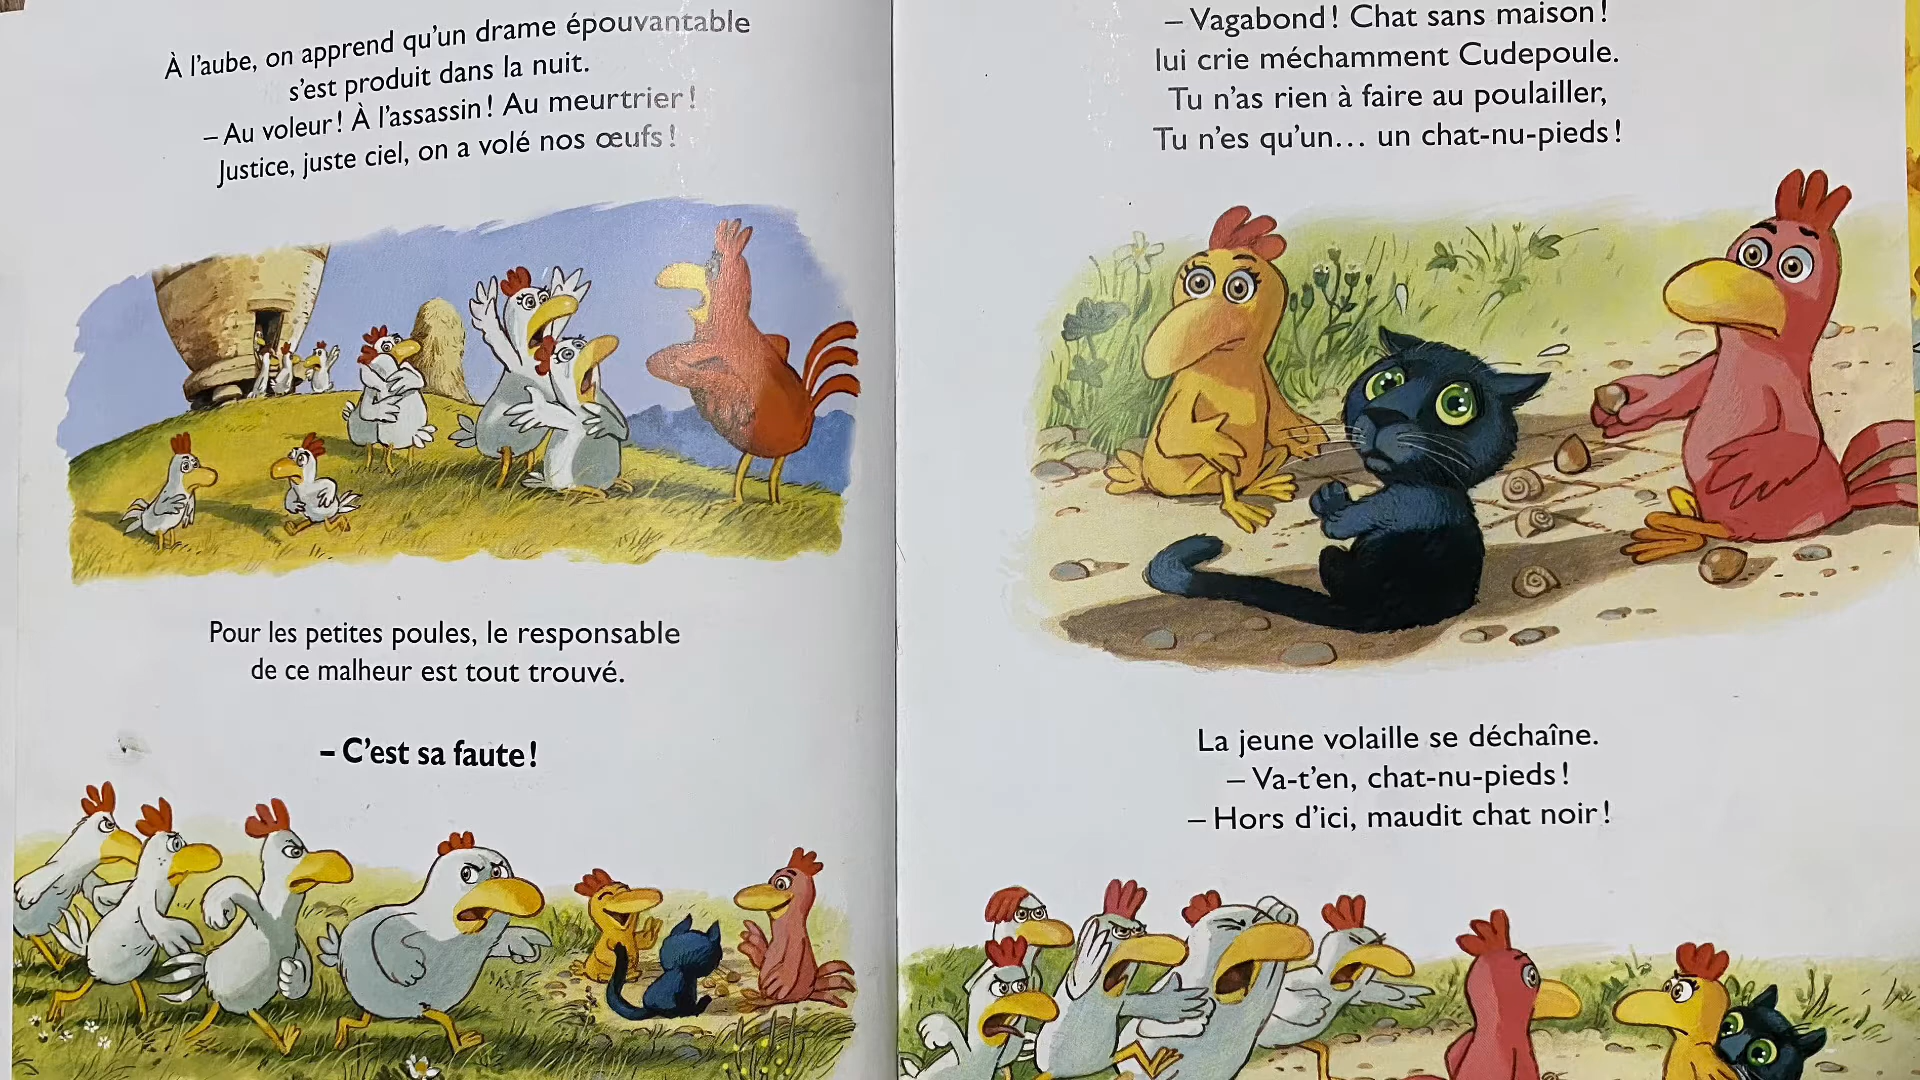 À l'aube, on apprend qu'un drame épouvantable
s'est produit dans la nuit.
– Au voleur ! À l'assassin ! Au meurtrier !
Justice, juste ciel, on a volé nos œufs !
Pour les petites poules, le responsable
de ce malheur est tout trouvé.
– C'est sa faute !
– Vagabond ! Chat sans maison !
lui crie méchamment Cudepoule.
Tu n'as rien à faire au poulailler,
Tu n'es qu'un… un chat-nu-pieds !
La jeune volaille se déchaîne.
– Va-t'en, chat-nu-pieds !
– Hors d'ici, maudit chat noir !